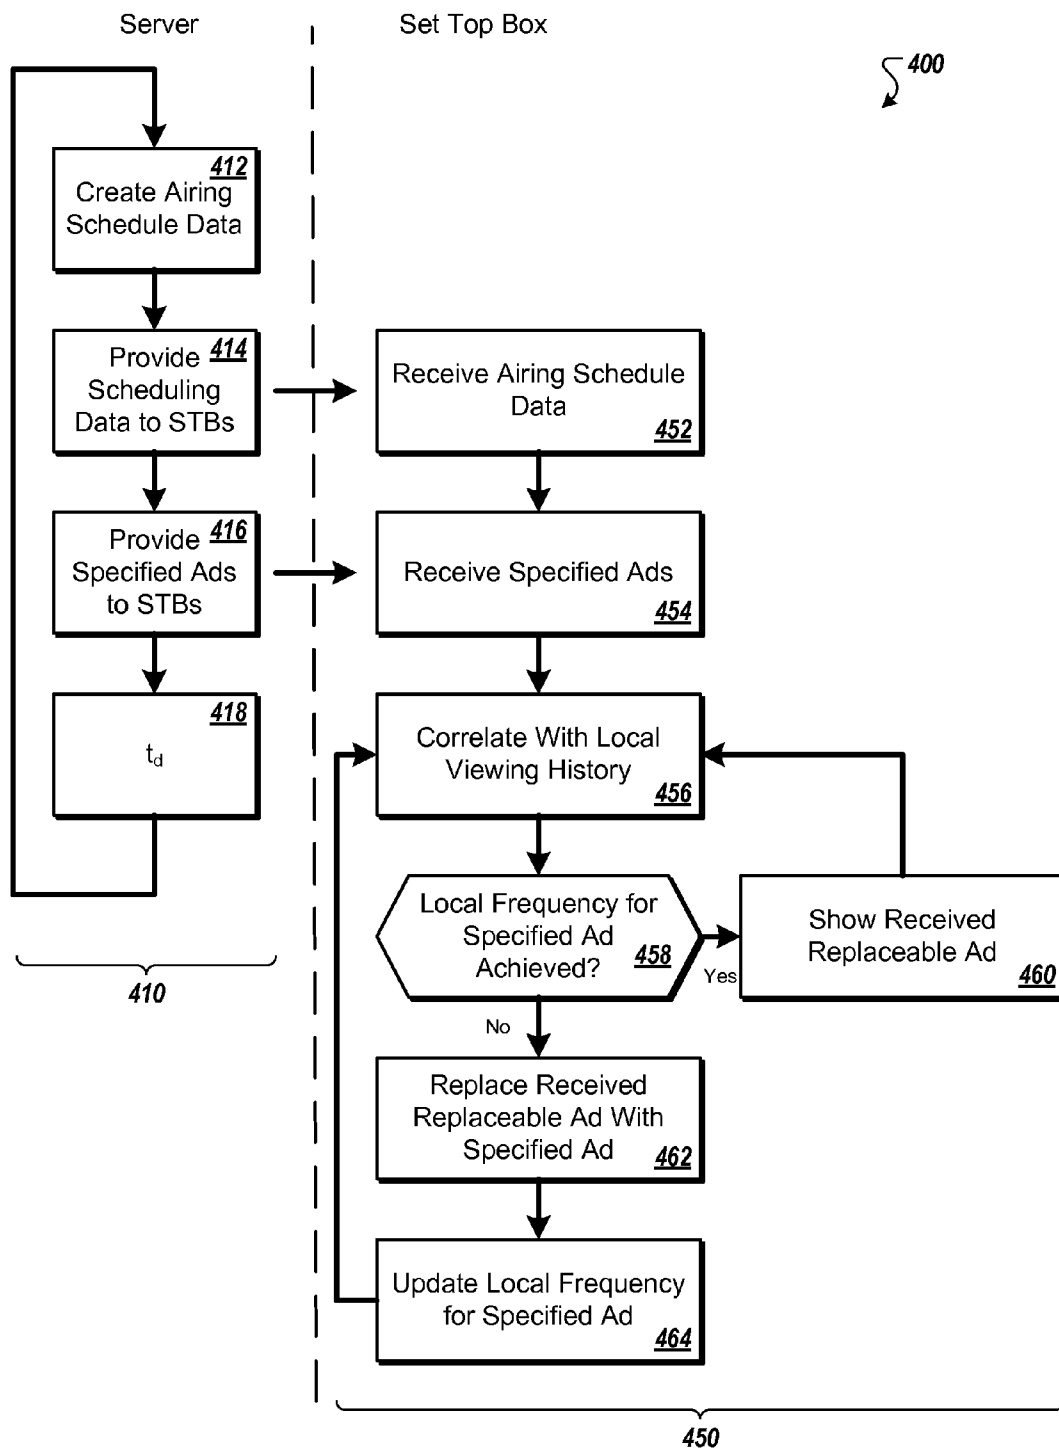 Server
Set Top Box
400
412
Create Airing
Schedule Data
Provide 414
Scheduling
Data to STBs
Receive Airing Schedule
Data
452
Provide 416
Specified Ads
to STBs
Receive Specified Ads
454
418
td
Correlate With Local
Viewing History
456
Local Frequency for
Specified Ad
Achieved? 458
Yes
Show Received
Replaceable Ad
460
410
No
Replace Received
Replaceable Ad With
Specified Ad 462
Update Local Frequency
for Specified Ad
464
450